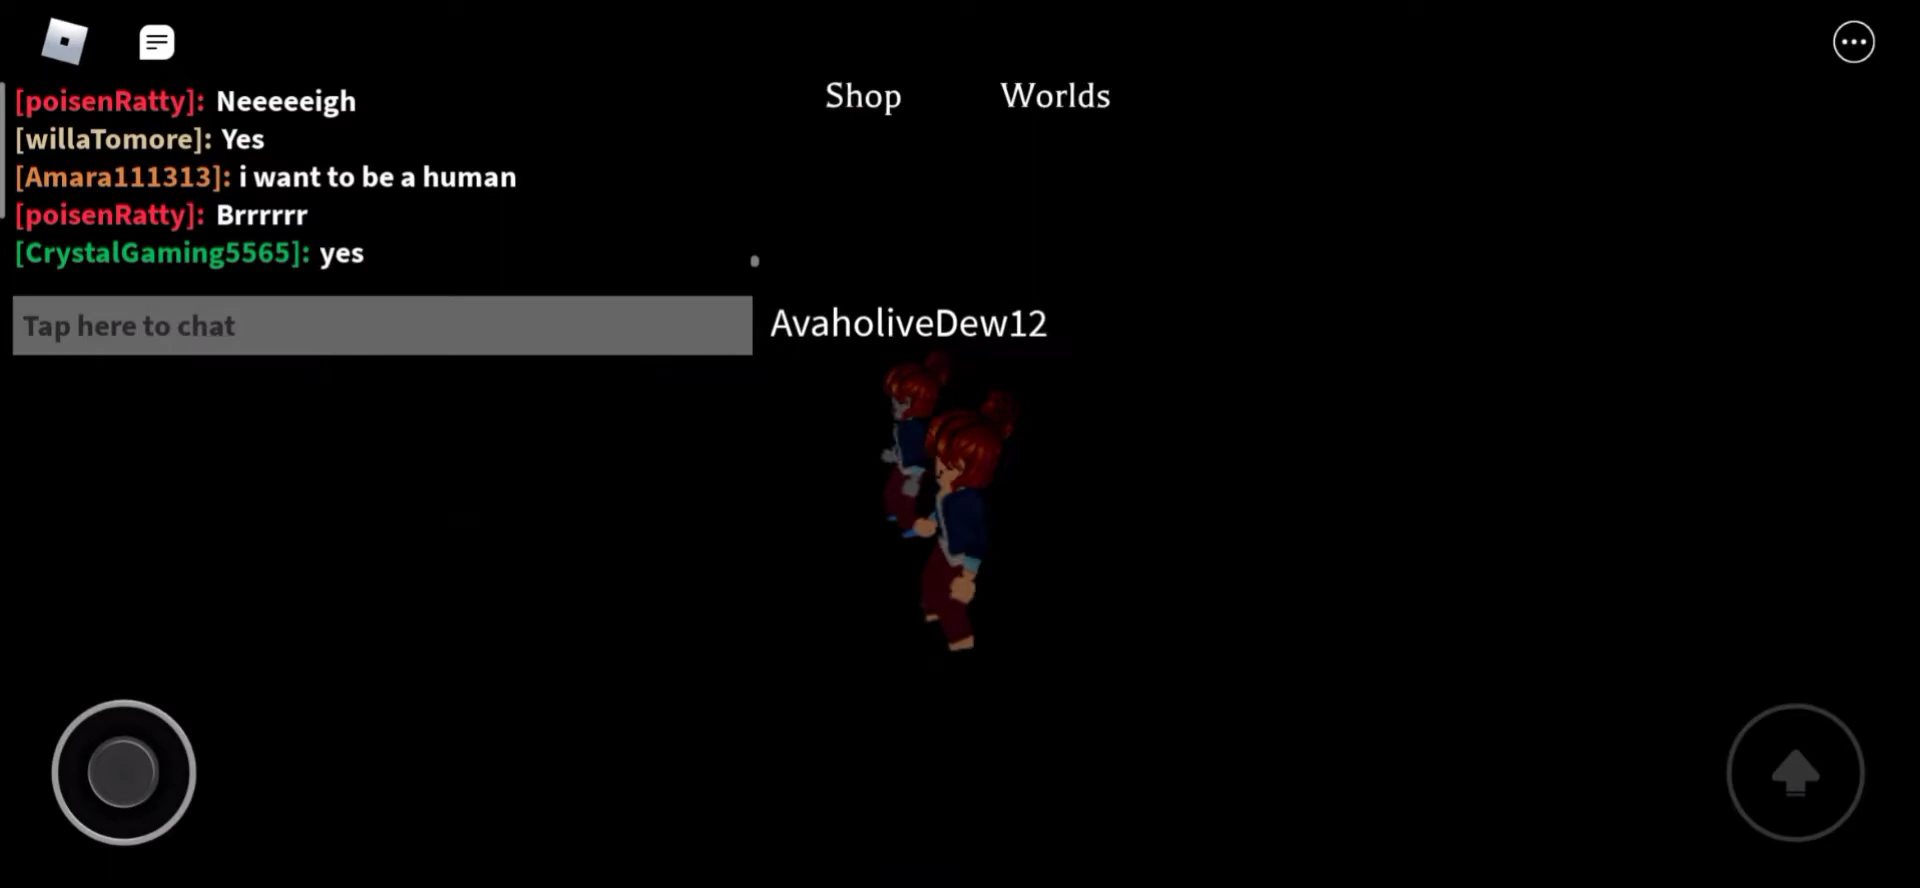 Shop Worlds
[poisenRatty]: Neeeeeigh
[willaTomore]: Yes
[Amara111313]: i want to be a human
[poisenRatty]: Brrrrrr
[CrystalGaming5565]: yes
Tap here to chat
AvaholiveDew12